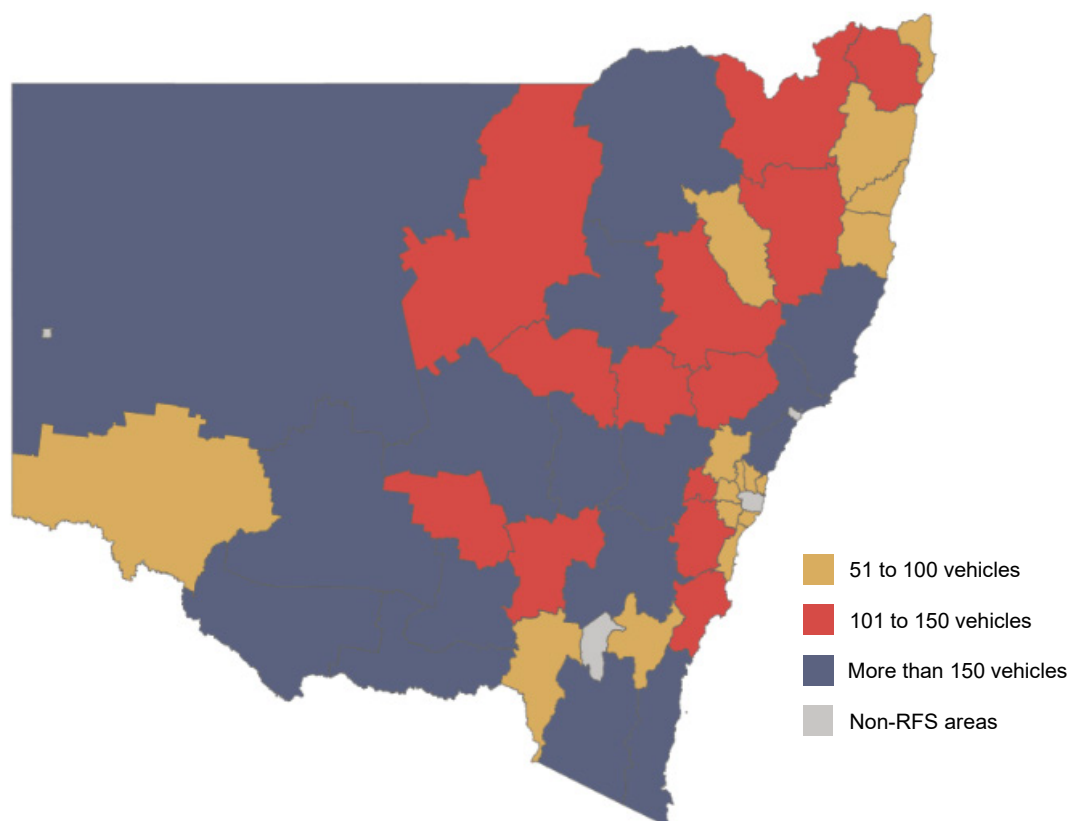 51 to 100 vehicles
101 to 150 vehicles
More than 150 vehicles
Non-RFS areas